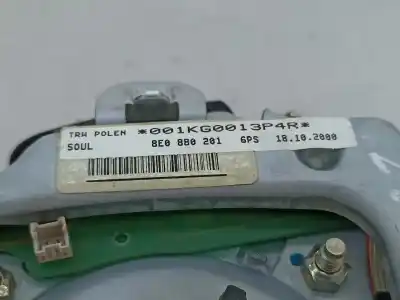 TRW POLEN *001KG0013P4R*
SOUL 8E0 880 201 6PS 18.10.2000